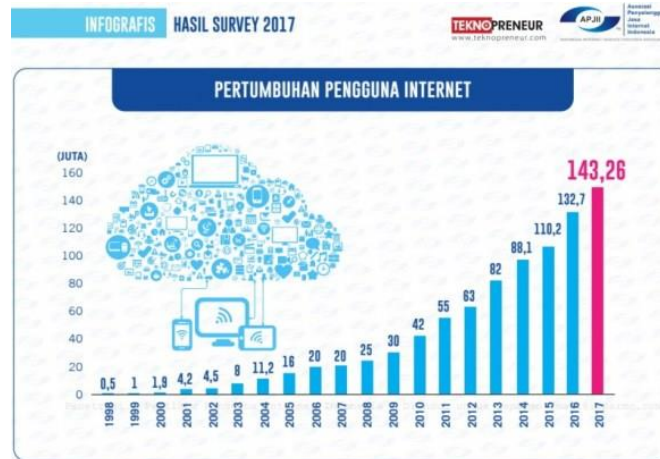 INFOGRAFIS HASIL SURVEY 2017
TEKNOPRENEUR
www.teknopreneur.com
APJII
Asosiasi
Penyelenggara
Jasa
Internet
Indonesia
PERTUMBUHAN PENGGUNA INTERNET
(JUTA)
160
140
120
100
80
60
40
20
0
0,5 1 1,9 4,2 4,5 8 11,2 16 20 20 25 30 42 55 63 82 88,1 110,2 132,7 143,26
1998 1999 2000 2001 2002 2003 2004 2005 2006 2007 2008 2009 2010 2011 2012 2013 2014 2015 2016 2017